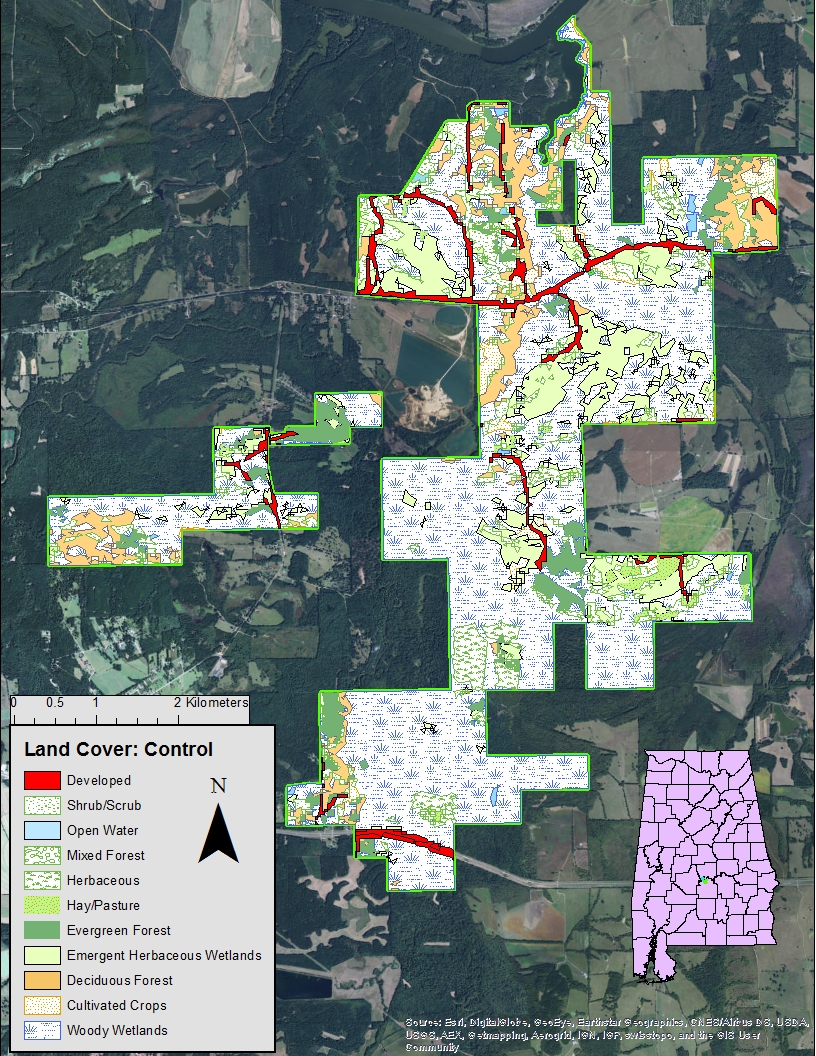 0 0.5 1 2 Kilometers
Land Cover: Control
N
Developed
Shrub/Scrub
Open Water
Mixed Forest
Herbaceous
Hay/Pasture
Evergreen Forest
Emergent Herbaceous Wetlands
Deciduous Forest
Cultivated Crops
Woody Wetlands
Source: Esri, DigitalGlobe, GeoEye, Earthstar Geographics, CNES/Airbus DS, USDA,
USGS, AEX, Getmapping, Aerogrid, IGN, IGP, swisstopo, and the GIS User
Community